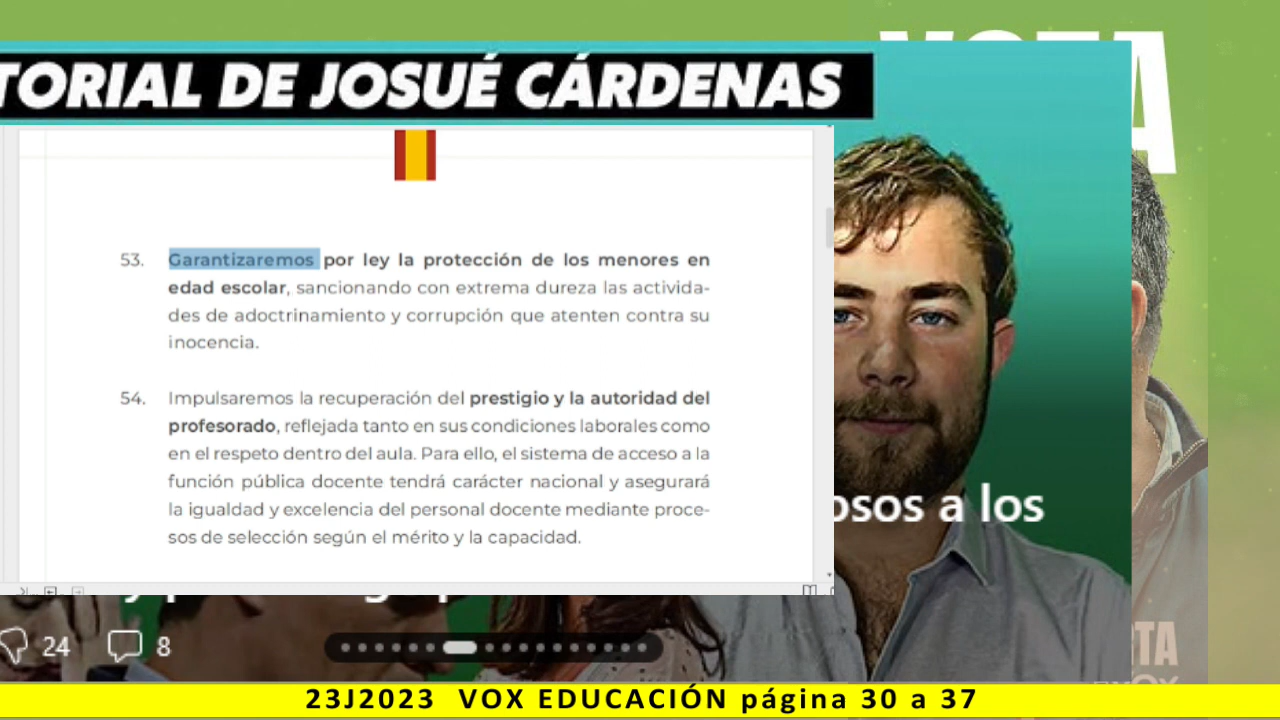 VOTA
TORIAL DE JOSUÉ CÁRDENAS
53. Garantizaremos por ley la protección de los menores en
edad escolar, sancionando con extrema dureza las activida-
des de adoctrinamiento y corrupción que atenten contra su
inocencia.
54. Impulsaremos la recuperación del prestigio y la autoridad del
profesorado, reflejada tanto en sus condiciones laborales como
en el respeto dentro del aula. Para ello, el sistema de acceso a la
función pública docente tendrá carácter nacional y asegurará
la igualdad y excelencia del personal docente mediante proce-
sos de selección según el mérito y la capacidad.
osos a los
24 8
RTA
VOX
23J2023 VOX EDUCACIÓN página 30 a 37